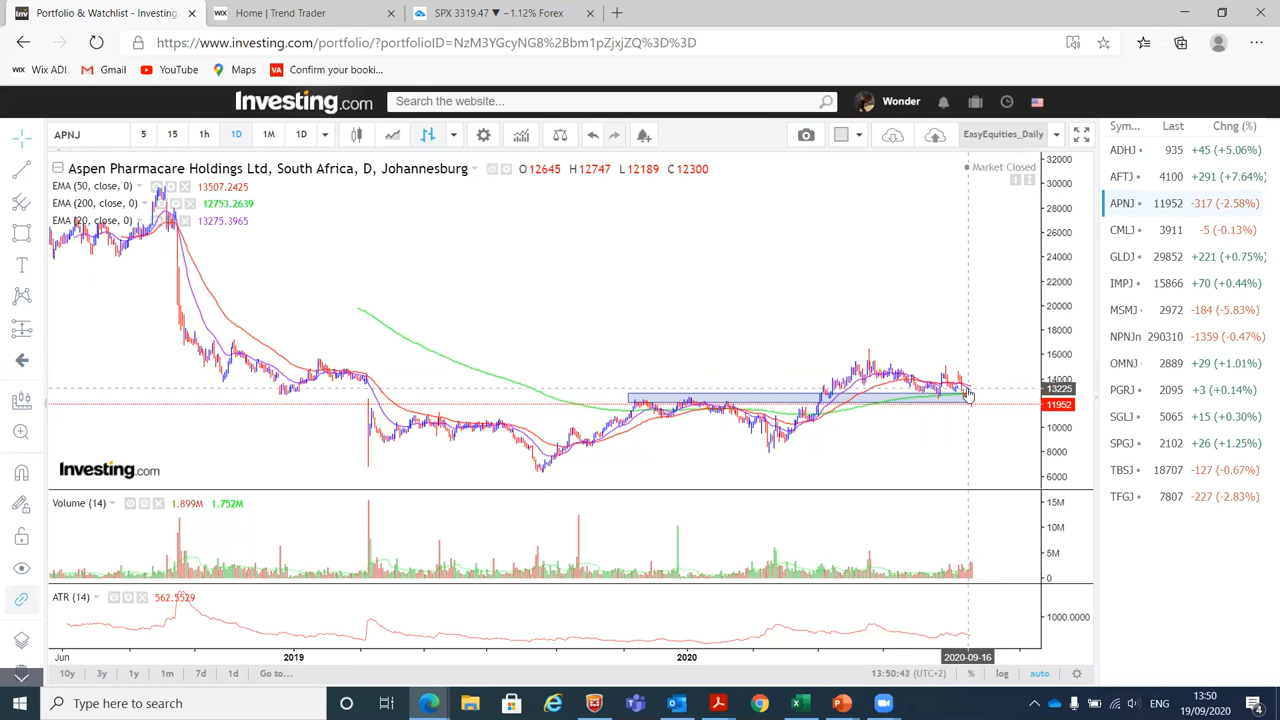 Portfolio & Watchlist - Investing.
Home | Trend Trader
SPX 3319.47 ▼ −1.12% Forex
https://www.investing.com/portfolio/?portfolioID=NzM3YGcyNG8%2Bbm1pZjxjZQ%3D%3D
WIX Wix ADI
Gmail
YouTube
Maps
VA Confirm your booki...
Investing.com
Search the website...
Wonder
APNJ
5
15
1h
1D
1M
1D
EasyEquities_Daily
Aspen Pharmacare Holdings Ltd, South Africa, D, Johannesburg
O 12645 H 12747 L 12189 C 12300
Market Closed
EMA (50, close, 0) 13507.2425
EMA (200, close, 0) 12753.2639
EMA (20, close, 0) 13275.3965
32000
30000
28000
26000
24000
22000
20000
18000
16000
14000
13225
11952
10000
8000
6000
Investing.com
Volume (14) 1.899M 1.752M
15M
10M
5M
0
ATR (14) 562.5529
1000.0000
Jun
2019
2020
2020-09-16
10y
3y
1y
1m
7d
1d
Go to...
13:50:43 (UTC+2)
%
log
auto
Sym... Last Chng (%)
ADHJ 935 +45 (+5.06%)
AFTJ 4100 +291 (+7.64%)
APNJ 11952 -317 (-2.58%)
CMLJ 3911 -5 (-0.13%)
GLDJ 29852 +221 (+0.75%)
IMPJ 15866 +70 (+0.44%)
MSMJ 2972 -184 (-5.83%)
NPNJn 290310 -1359 (-0.47%)
OMNJ 2889 +29 (+1.01%)
PGRJ 2095 +3 (+0.14%)
SGLJ 5065 +15 (+0.30%)
SPGJ 2102 +26 (+1.25%)
TBSJ 18707 -127 (-0.67%)
TFGJ 7807 -227 (-2.83%)
Type here to search
ENG
13:50
19/09/2020